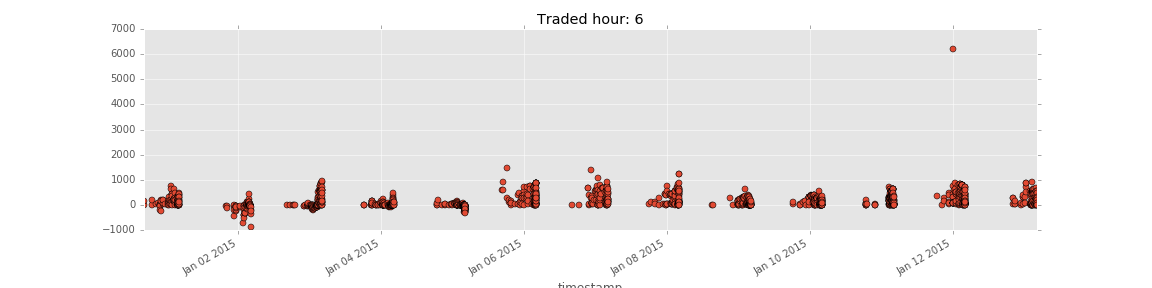 Traded hour: 6
7000
6000
5000
4000
3000
2000
1000
0
−1000
Jan 02 2015
Jan 04 2015
Jan 06 2015
Jan 08 2015
Jan 10 2015
Jan 12 2015
timestamp